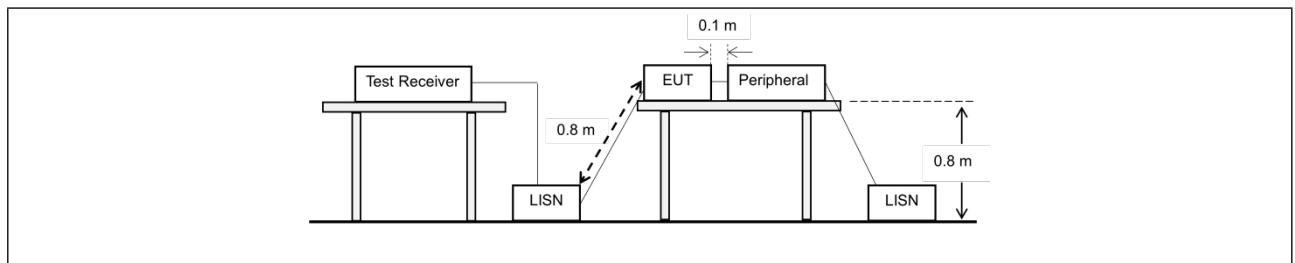 0.1 m
Test Receiver
EUT
Peripheral
0.8 m
0.8 m
LISN
LISN